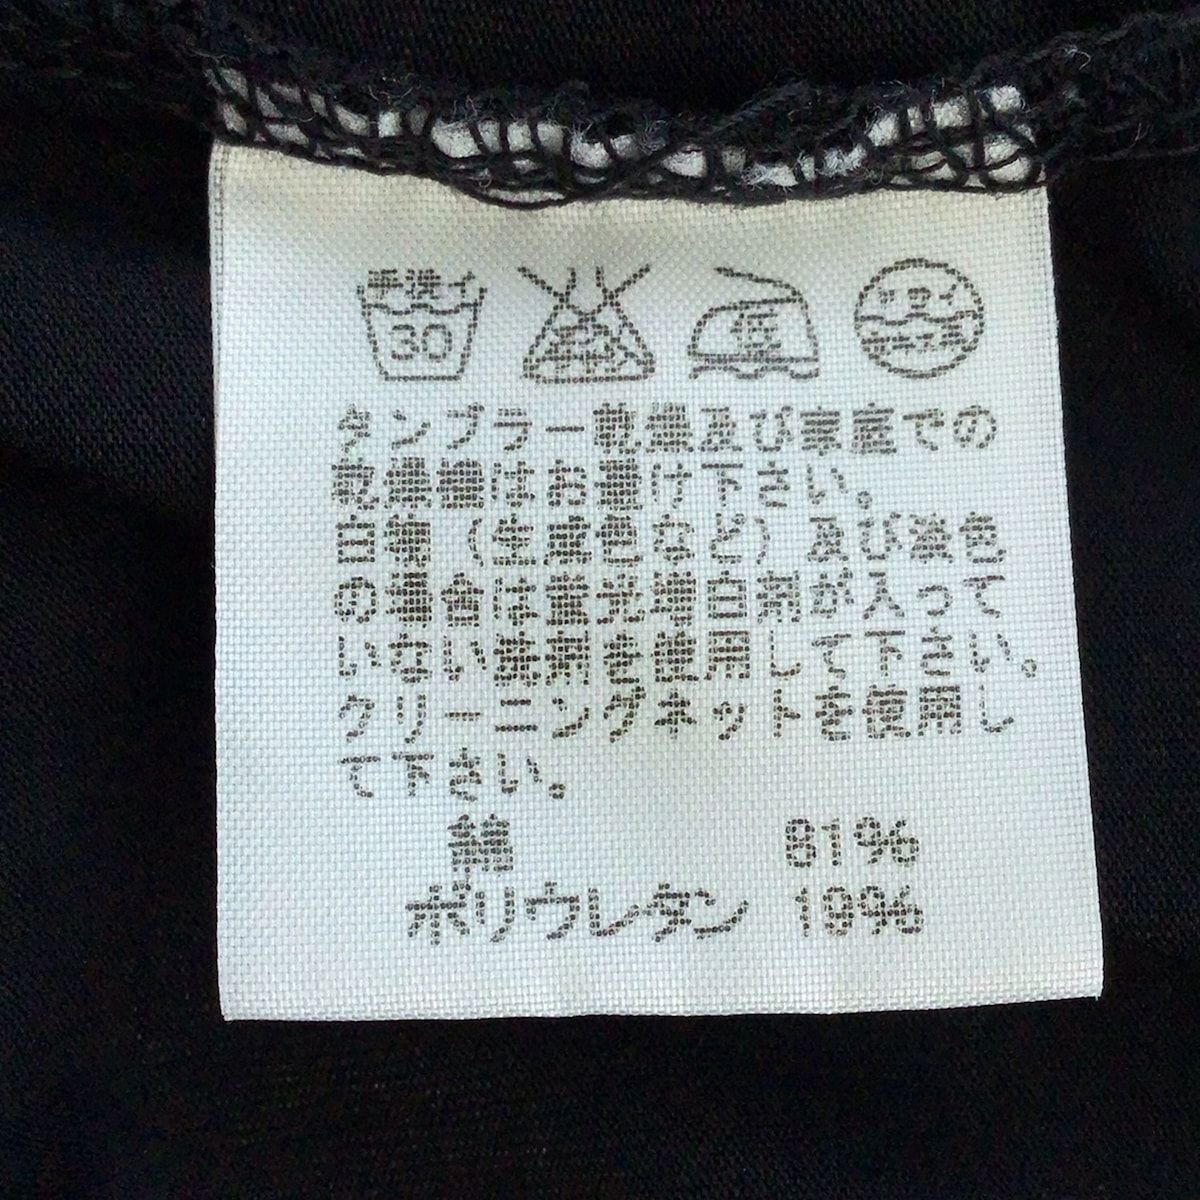 手洗イ
30
低
ドライ
タンブラー乾燥及び家庭での
乾燥機はお避け下さい。
白物（生成色など）及び淡色
の場合は蛍光増白剤が入って
いない洗剤を使用して下さい。
クリーニングネットを使用し
て下さい。
綿 81%
ポリウレタン 19%